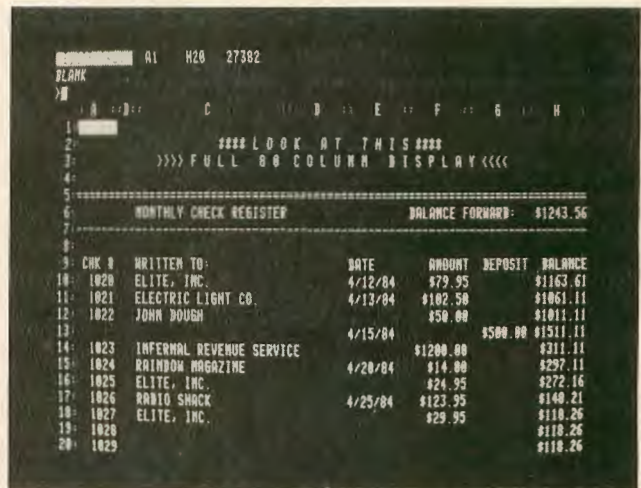 A1 H20 27382
BLANK
>
A B C D E F G H
1
2 #### L O O K A T T H I S ####
3 >>>> F U L L 8 0 C O L U M N D I S P L A Y <<<<
4
5 ================================================================================
6 MONTHLY CHECK REGISTER BALANCE FORWARD: $1243.56
7 --------------------------------------------------------------------------------
8
9 CHK # WRITTEN TO: DATE AMOUNT DEPOSIT BALANCE
10 1020 ELITE, INC. 4/12/84 $79.95 $1163.61
11 1021 ELECTRIC LIGHT CO. 4/13/84 $102.50 $1061.11
12 1022 JOHN DOUGH $50.00 $1011.11
13 4/15/84 $500.00 $1511.11
14 1023 INFERMAL REVENUE SERVICE $1200.00 $311.11
15 1024 RAINBOW MAGAZINE 4/20/84 $14.00 $297.11
16 1025 ELITE, INC. $24.95 $272.16
17 1026 RADIO SHACK 4/25/84 $123.95 $148.21
18 1027 ELITE, INC. $29.95 $118.26
19 1028 $118.26
20 1029 $118.26